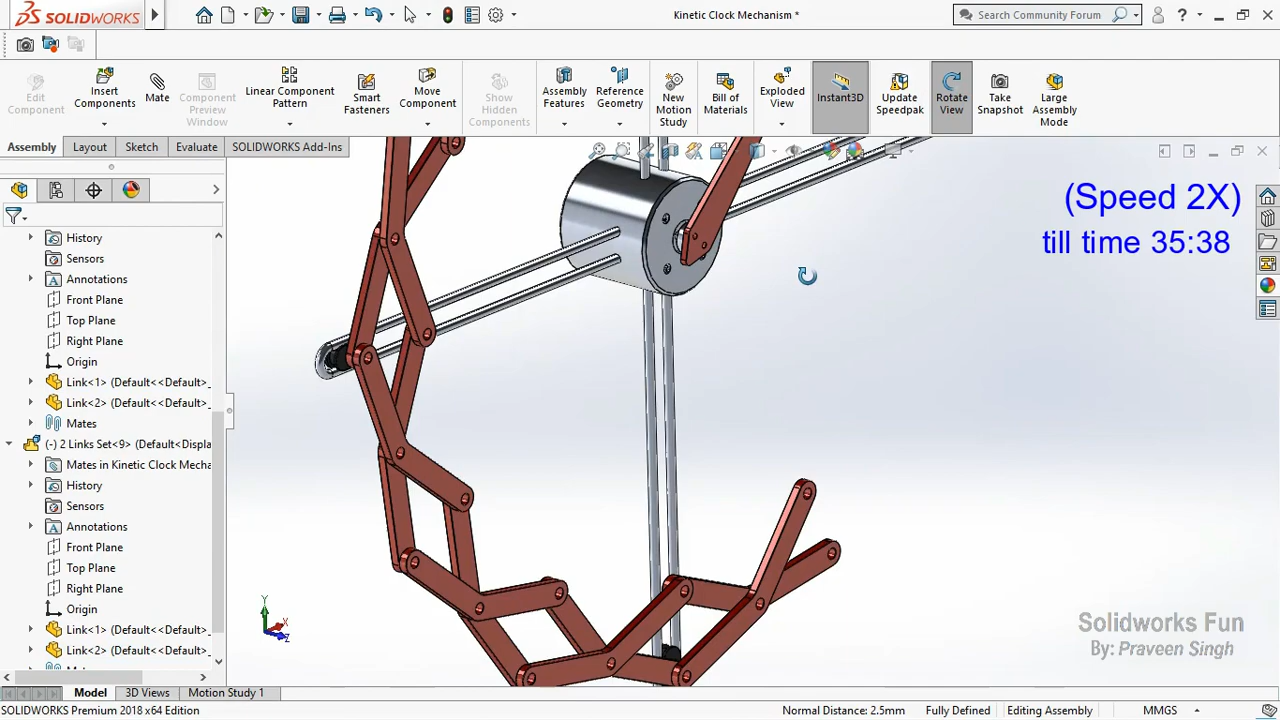 SOLIDWORKS
Kinetic Clock Mechanism *
Search Community Forum
?
Edit Component
Insert Components
Mate
Component Preview Window
Linear Component Pattern
Smart Fasteners
Move Component
Show Hidden Components
Assembly Features
Reference Geometry
New Motion Study
Bill of Materials
Exploded View
Instant3D
Update Speedpak
Rotate View
Take Snapshot
Large Assembly Mode
Assembly
Layout
Sketch
Evaluate
SOLIDWORKS Add-Ins
(Speed 2X)
till time 35:38
History
Sensors
Annotations
Front Plane
Top Plane
Right Plane
Origin
Link<1> (Default<<Default>_
Link<2> (Default<<Default>_
Mates
(-) 2 Links Set<9> (Default<Displa
Mates in Kinetic Clock Mecha
History
Sensors
Annotations
Front Plane
Top Plane
Right Plane
Origin
Link<1> (Default<<Default>_
Link<2> (Default<<Default>_
Y
X
Z
Solidworks Fun
By: Praveen Singh
Model
3D Views
Motion Study 1
SOLIDWORKS Premium 2018 x64 Edition
Normal Distance: 2.5mm
Fully Defined
Editing Assembly
MMGS